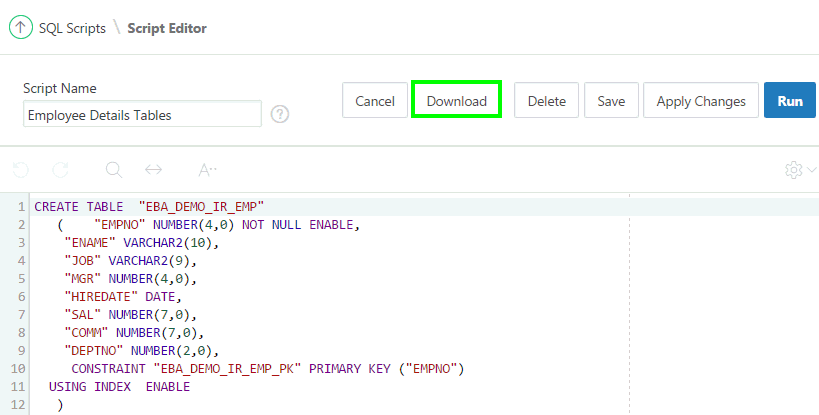 SQL Scripts \ Script Editor
Script Name
Employee Details Tables
?
Cancel Download Delete Save Apply Changes Run
A
1 CREATE TABLE "EBA_DEMO_IR_EMP"
2 ( "EMPNO" NUMBER(4,0) NOT NULL ENABLE,
3 "ENAME" VARCHAR2(10),
4 "JOB" VARCHAR2(9),
5 "MGR" NUMBER(4,0),
6 "HIREDATE" DATE,
7 "SAL" NUMBER(7,0),
8 "COMM" NUMBER(7,0),
9 "DEPTNO" NUMBER(2,0),
10 CONSTRAINT "EBA_DEMO_IR_EMP_PK" PRIMARY KEY ("EMPNO")
11 USING INDEX ENABLE
12 )